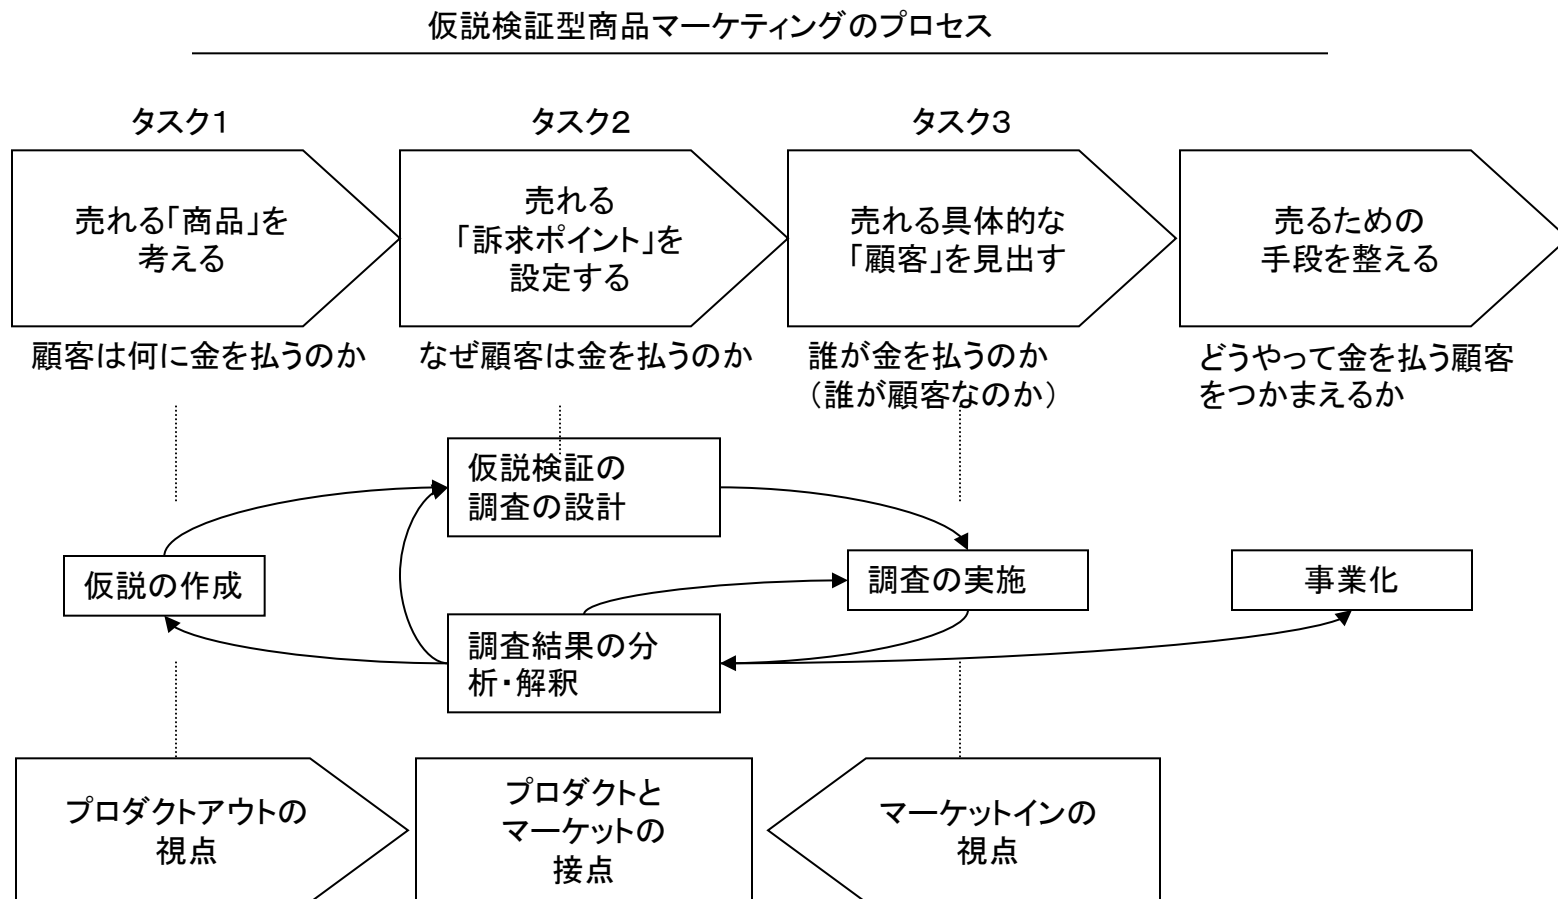 仮説検証型商品マーケティングのプロセス
タスク1
タスク2
タスク3
売れる「商品」を
考える
売れる
「訴求ポイント」を
設定する
売れる具体的な
「顧客」を見出す
売るための
手段を整える
顧客は何に金を払うのか
なぜ顧客は金を払うのか
誰が金を払うのか
（誰が顧客なのか）
どうやって金を払う顧客
をつかまえるか
仮説検証の
調査の設計
仮説の作成
調査の実施
事業化
調査結果の分
析・解釈
プロダクトアウトの
視点
プロダクトと
マーケットの
接点
マーケットインの
視点